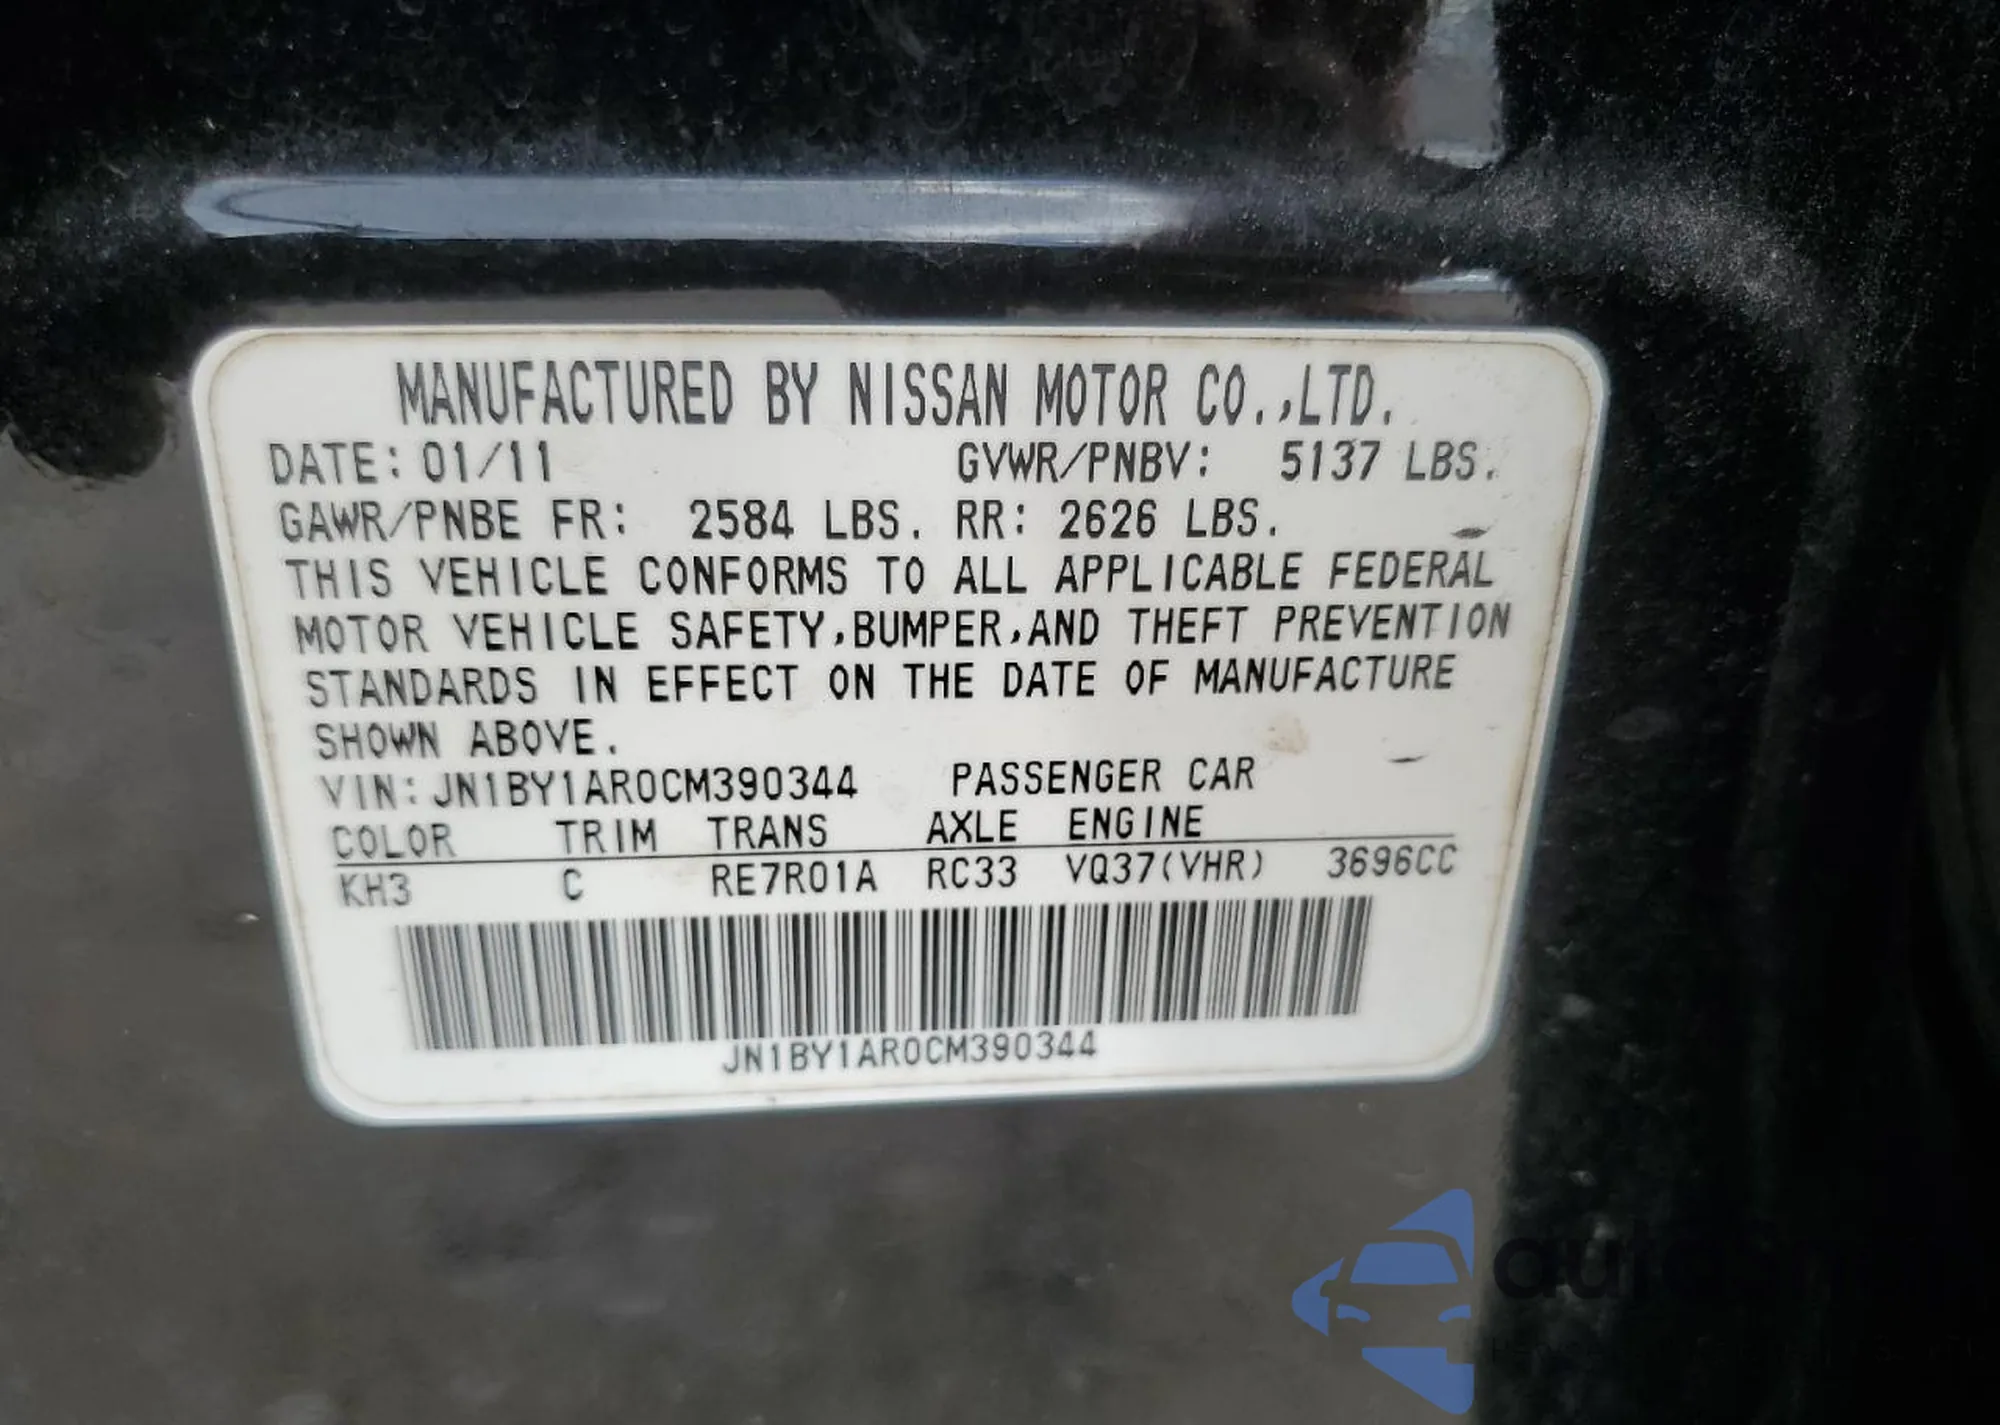 MANUFACTURED BY NISSAN MOTOR CO.,LTD.
DATE: 01/11 GVWR/PNBV: 5137 LBS.
GAWR/PNBE FR: 2584 LBS. RR: 2626 LBS.
THIS VEHICLE CONFORMS TO ALL APPLICABLE FEDERAL
MOTOR VEHICLE SAFETY,BUMPER,AND THEFT PREVENTION
STANDARDS IN EFFECT ON THE DATE OF MANUFACTURE
SHOWN ABOVE.
VIN:JN1BY1AR0CM390344 PASSENGER CAR
COLOR TRIM TRANS AXLE ENGINE
KH3 C RE7R01A RC33 VQ37(VHR) 3696CC
JN1BY1AR0CM390344